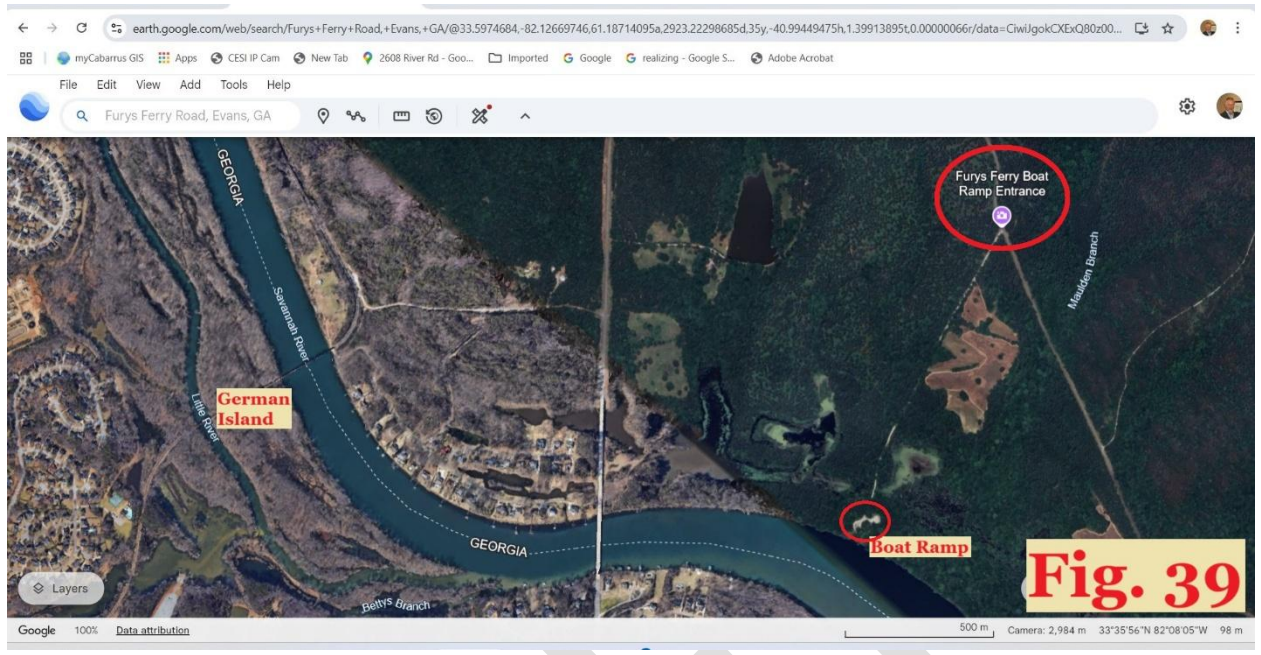 earth.google.com/web/search/Furys+Ferry+Road,+Evans,+GA/@33.5974684,-82.12669746,61.18714095a,2923.22298685d,35y,-40.99449475h,1.39913895t,0.00000066r/data=CiwiJgokCXExQ80z00...
myCabarrus GIS Apps CESI IP Cam New Tab 2608 River Rd - Goo... Imported Google realizing - Google S... Adobe Acrobat
File Edit View Add Tools Help
Furys Ferry Road, Evans, GA
GEORGIA
Furys Ferry Boat
Ramp Entrance
Maulden Branch
Savannah River
German
Island
Little River
GEORGIA
Boat Ramp
Fig. 39
Layers
Bettys Branch
Google 100% Data attribution 500 m Camera: 2,984 m 33°35'56"N 82°08'05"W 98 m